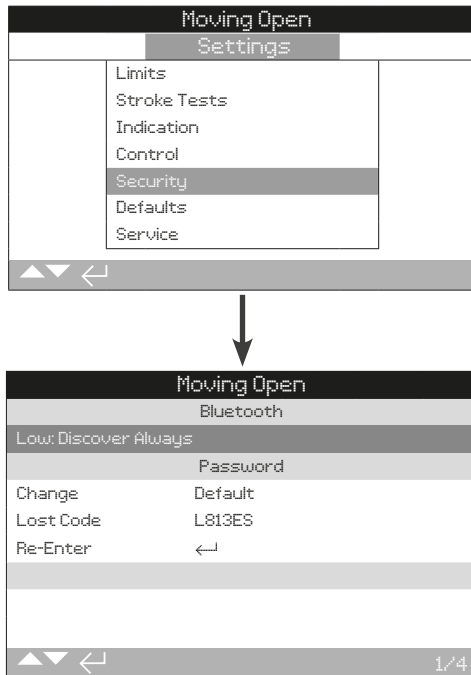 Moving Open
Settings
Limits
Stroke Tests
Indication
Control
Security
Defaults
Service
Moving Open
Bluetooth
Low: Discover Always
Password
Change Default
Lost Code L813ES
Re-Enter
1/4